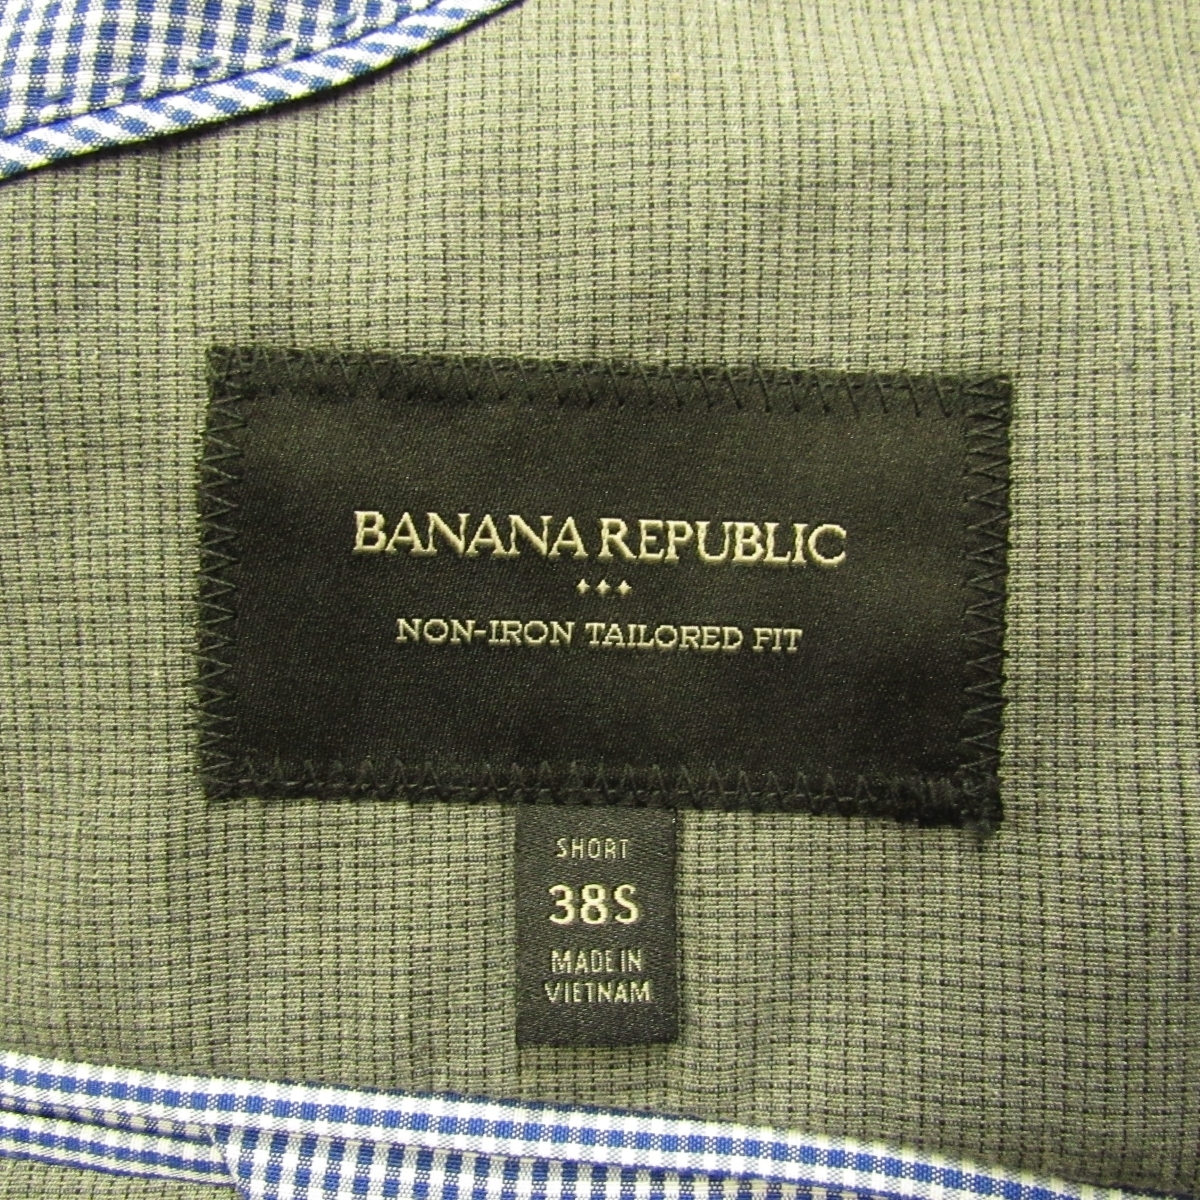 BANANA REPUBLIC
NON-IRON TAILORED FIT
SHORT
38S
MADE IN
VIETNAM